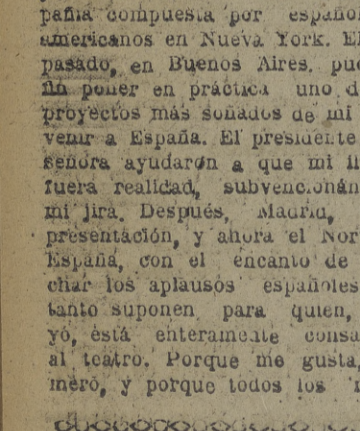 pañía compuesta por español
americanos en Nueva York. El
pasado, en Buenos Aires, pu
fin poner en práctica uno d
proyectos más soñados de mi
venir a España. El presidente
señora ayudarón a que mi il
fuera realidad, subvencionán
mi jira. Después, Madrid,
presentación, y ahora el Nor
España, con el encanto de
char los aplausos españoles
tanto suponen para quien,
yó, está enteramente consa
al teatro. Porque me gusta,
meró, y porque todos los